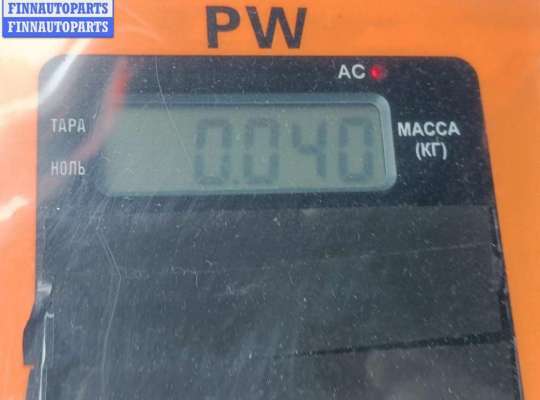 FINNAUTOPARTS
FINNAUTOPARTS
PW
AC
ТАРА
0.040
МАССА
(КГ)
НОЛЬ